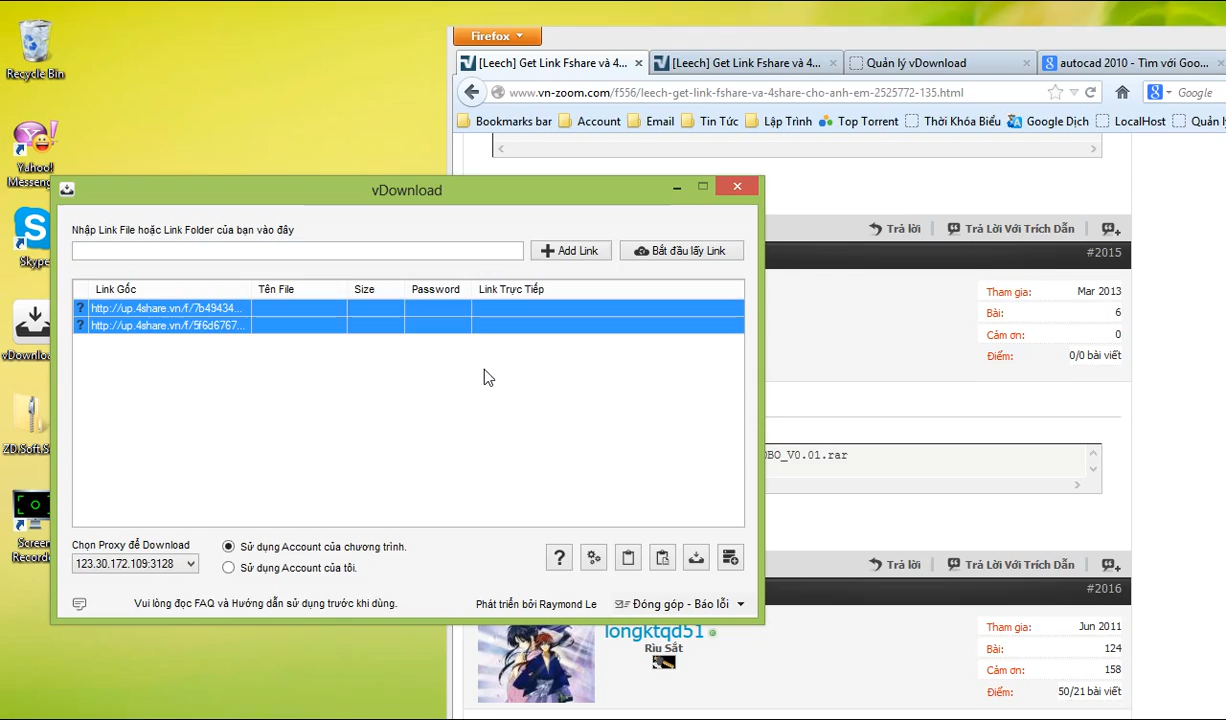 Recycle Bin
Yahoo!
Messeng
Skype
vDownloa
ZD.Soft.S
Screen
Record
Firefox
[Leech] Get Link Fshare và 4...
[Leech] Get Link Fshare và 4...
Quản lý vDownload
autocad 2010 - Tìm với Goo...
www.vn-zoom.com/f556/leech-get-link-fshare-va-4share-cho-anh-em-2525772-135.html
Google
Bookmarks bar
Account
Email
Tin Tức
Lập Trình
Top Torrent
Thời Khóa Biểu
Google Dịch
LocalHost
Quản lý
vDownload
Nhập Link File hoặc Link Folder của bạn vào đây
Add Link
Bắt đầu lấy Link
Link Gốc Tên File Size Password Link Trực Tiếp
? http://up.4share.vn/f/7b49434...
? http://up.4share.vn/f/5f6d6767...
Chọn Proxy để Download
123.30.172.109:3128
Sử dụng Account của chương trình.
Sử dụng Account của tôi.
?
Vui lòng đọc FAQ và Hướng dẫn sử dụng trước khi dùng.
Phát triển bởi Raymond Le
Đóng góp - Báo lỗi
Trả lời
Trả Lời Với Trích Dẫn
#2015
Tham gia: Mar 2013
Bài: 6
Cảm ơn: 0
Điểm: 0/0 bài viết
OBO_V0.01.rar
Trả lời
Trả Lời Với Trích Dẫn
#2016
longktqd51
Rìu Sắt
Tham gia: Jun 2011
Bài: 124
Cảm ơn: 158
Điểm: 50/21 bài viết